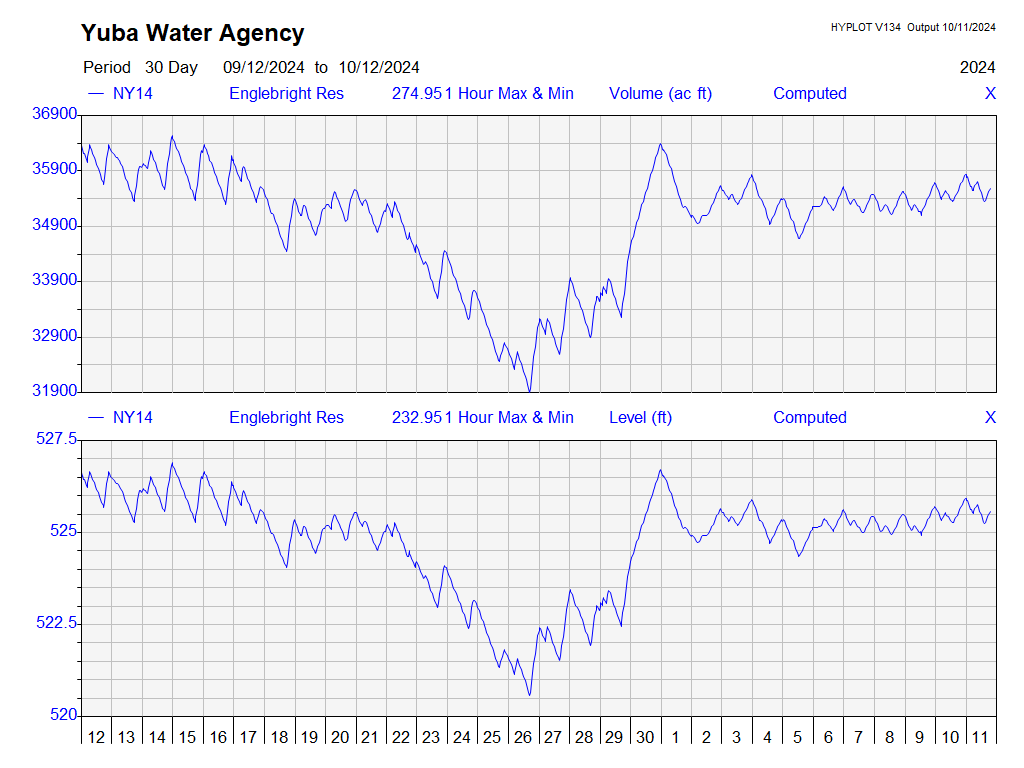 Yuba Water Agency
HYPLOT V134 Output 10/11/2024
Period 30 Day 09/12/2024 to 10/12/2024 2024
NY14 Englebright Res 274.951 Hour Max & Min Volume (ac ft) Computed X
36900
35900
34900
33900
32900
31900
NY14 Englebright Res 232.951 Hour Max & Min Level (ft) Computed X
527.5
525
522.5
520
12 13 14 15 16 17 18 19 20 21 22 23 24 25 26 27 28 29 30 1 2 3 4 5 6 7 8 9 10 11